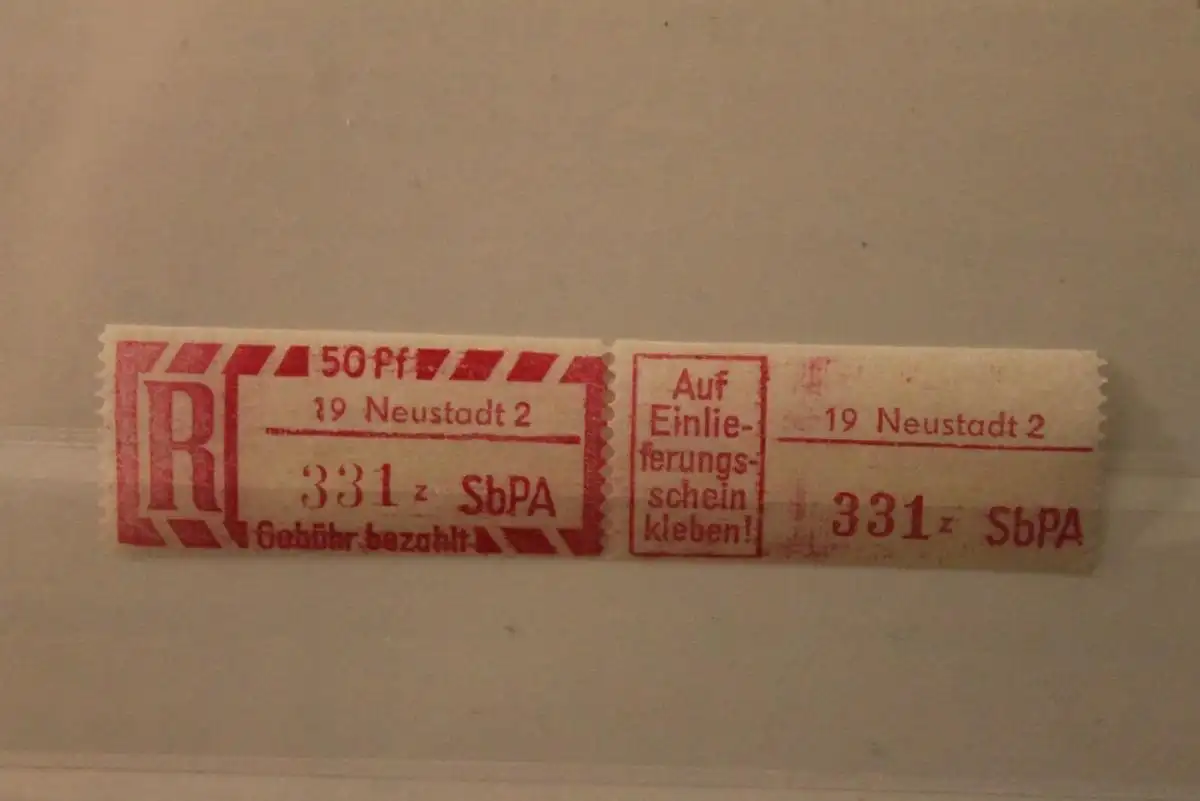 50 Pf
R
19 Neustadt 2
331 z SbPA
Gebühr bezahlt
Auf
Einlie-
ferungs-
schein
kleben!
19 Neustadt 2
331 z SbPA